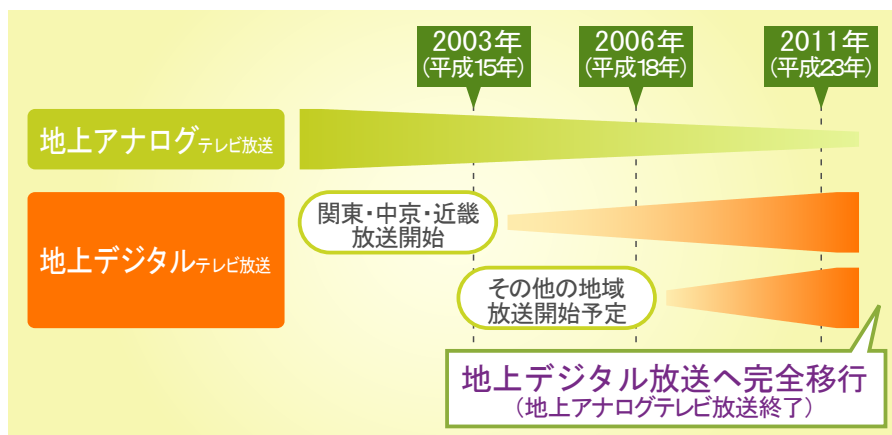 2003年
(平成15年)
2006年
(平成18年)
2011年
(平成23年)
地上アナログテレビ放送
関東・中京・近畿
放送開始
地上デジタルテレビ放送
その他の地域
放送開始予定
地上デジタル放送へ完全移行
(地上アナログテレビ放送終了)